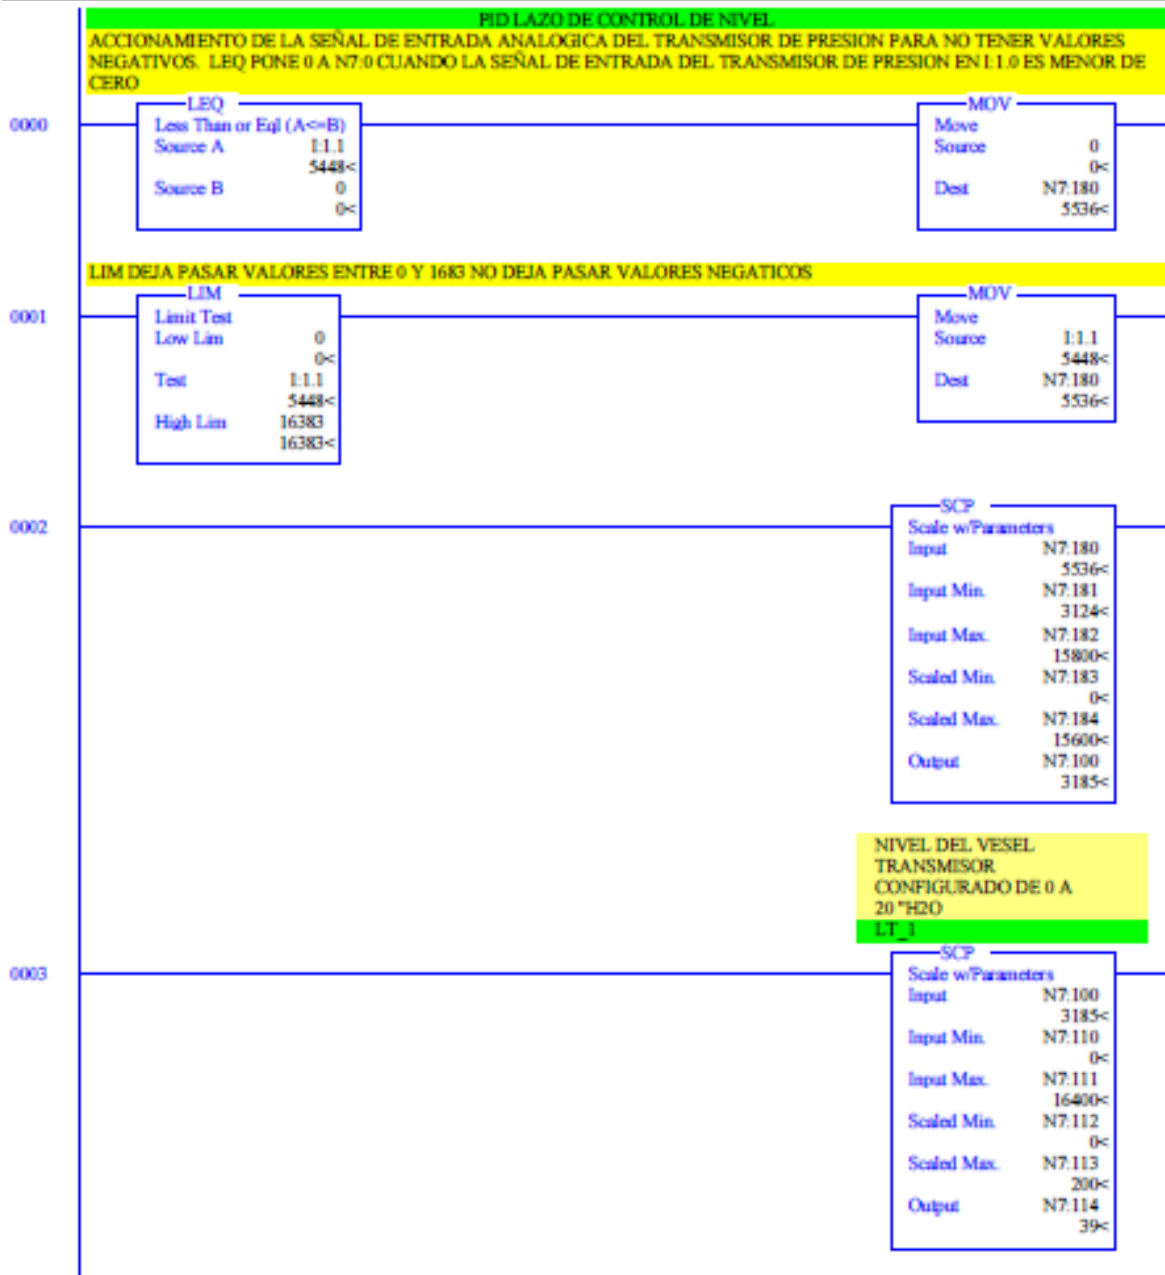 PID LAZO DE CONTROL DE NIVEL
ACCIONAMIENTO DE LA SEÑAL DE ENTRADA ANALOGICA DEL TRANSMISOR DE PRESION PARA NO TENER VALORES
NEGATIVOS. LEQ PONE 0 A N7:0 CUANDO LA SEÑAL DE ENTRADA DEL TRANSMISOR DE PRESION EN I:1.0 ES MENOR DE
CERO
0000
LEQ
Less Than or Eql (A<=B)
Source A I:1.1
5448<
Source B 0
0<
MOV
Move
Source 0
0<
Dest N7:180
5536<
LIM DEJA PASAR VALORES ENTRE 0 Y 1683 NO DEJA PASAR VALORES NEGATICOS
0001
LIM
Limit Test
Low Lim 0
0<
Test I:1.1
5448<
High Lim 16383
16383<
MOV
Move
Source I:1.1
5448<
Dest N7:180
5536<
0002
SCP
Scale w/Parameters
Input N7:180
5536<
Input Min. N7:181
3124<
Input Max. N7:182
15800<
Scaled Min. N7:183
0<
Scaled Max. N7:184
15600<
Output N7:100
3185<
NIVEL DEL VESEL
TRANSMISOR
CONFIGURADO DE 0 A
20 "H2O
LT_1
0003
SCP
Scale w/Parameters
Input N7:100
3185<
Input Min. N7:110
0<
Input Max. N7:111
16400<
Scaled Min. N7:112
0<
Scaled Max. N7:113
200<
Output N7:114
39<